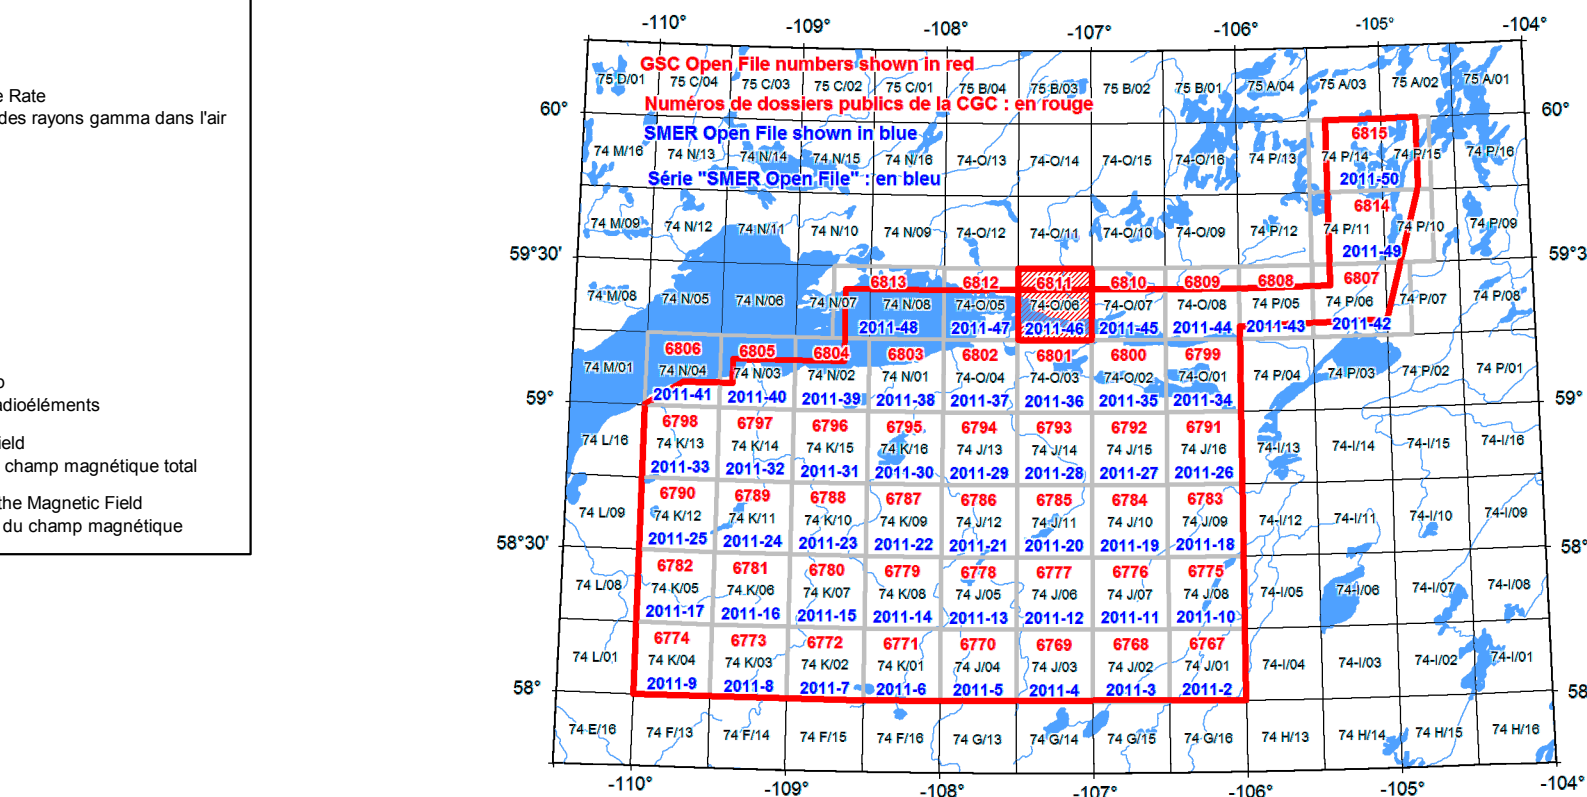 e Rate
des rayons gamma dans l'air
o
adioéléments
ield
champ magnétique total
the Magnetic Field
du champ magnétique
-110° -109° -108° -107° -106° -105° -104°
GSC Open File numbers shown in red
75 D/01 75 C/04 75 C/03 75 C/02 75 C/01 75 B/04 75 B/03 75 B/02 75 B/01 75 A/04 75 A/03 75 A/02 75 A/01
Numéros de dossiers publics de la CGC : en rouge
60° 60°
SMER Open File shown in blue
6815
74 M/16 74 N/13 74 N/14 74 N/15 74 N/16 74-O/13 74-O/14 74-O/15 74-O/16 74 P/13 74 P/14 74 P/15 74 P/16
Série "SMER Open File" : en bleu
2011-50
6814
74 M/09 74 N/12 74 N/11 74 N/10 74 N/09 74-O/12 74-O/11 74-O/10 74-O/09 74 P/12 74 P/11 74 P/10 74 P/09
2011-49
59°30' 59°3
6813 6812 6811 6810 6809 6808 6807
74 M/08 74 N/05 74 N/06 74 N/07 74 N/08 74-O/05 74-O/06 74-O/07 74-O/08 74 P/05 74 P/06 74 P/07 74 P/08
2011-48 2011-47 2011-46 2011-45 2011-44 2011-43 2011-42
6806 6805 6804 6803 6802 6801 6800 6799
74 M/01 74 N/04 74 N/03 74 N/02 74 N/01 74-O/04 74-O/03 74-O/02 74-O/01 74 P/04 74 P/03 74 P/02 74 P/01
2011-41 2011-40 2011-39 2011-38 2011-37 2011-36 2011-35 2011-34
59° 59°
6798 6797 6796 6795 6794 6793 6792 6791
74 L/16 74 K/13 74 K/14 74 K/15 74 K/16 74 J/13 74 J/14 74 J/15 74 J/16 74-I/13 74-I/14 74-I/15 74-I/16
2011-33 2011-32 2011-31 2011-30 2011-29 2011-28 2011-27 2011-26
6790 6789 6788 6787 6786 6785 6784 6783
74 L/09 74 K/12 74 K/11 74 K/10 74 K/09 74 J/12 74 J/11 74 J/10 74 J/09 74-I/12 74-I/11 74-I/10 74-I/09
2011-25 2011-24 2011-23 2011-22 2011-21 2011-20 2011-19 2011-18
58°30' 58°
6782 6781 6780 6779 6778 6777 6776 6775
74 L/08 74 K/05 74 K/06 74 K/07 74 K/08 74 J/05 74 J/06 74 J/07 74 J/08 74-I/05 74-I/06 74-I/07 74-I/08
2011-17 2011-16 2011-15 2011-14 2011-13 2011-12 2011-11 2011-10
6774 6773 6772 6771 6770 6769 6768 6767
74 L/01 74 K/04 74 K/03 74 K/02 74 K/01 74 J/04 74 J/03 74 J/02 74 J/01 74-I/04 74-I/03 74-I/02 74-I/01
2011-9 2011-8 2011-7 2011-6 2011-5 2011-4 2011-3 2011-2
58° 58
74 E/16 74 F/13 74 F/14 74 F/15 74 F/16 74 G/13 74 G/14 74 G/15 74 G/16 74 H/13 74 H/14 74 H/15 74 H/16
-110° -109° -108° -107° -106° -105° -104°